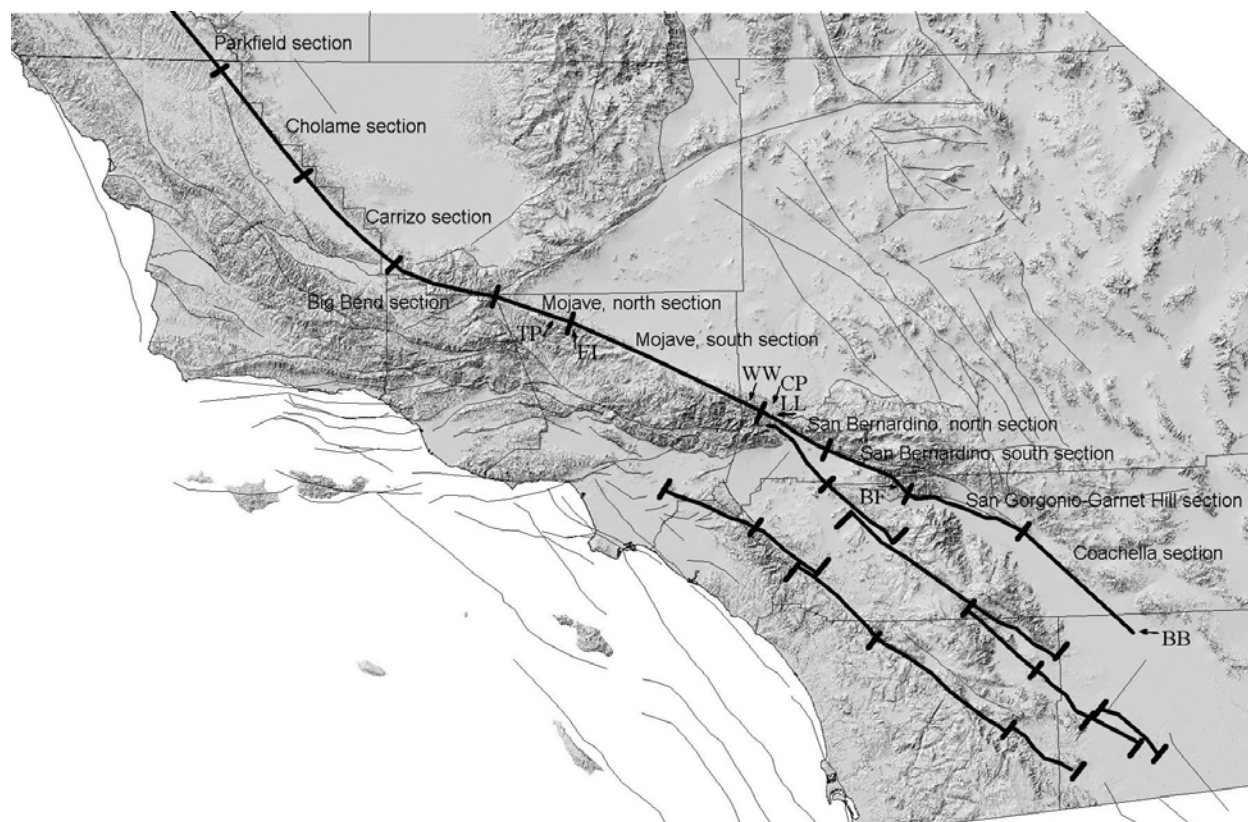 Parkfield section
Cholame section
Carrizo section
Big Bend section
Mojave, north section
TP
EL
Mojave, south section
WW
CP
LL
San Bernardino, north section
San Bernardino, south section
BF
San Gorgonio-Garnet Hill section
Coachella section
BB